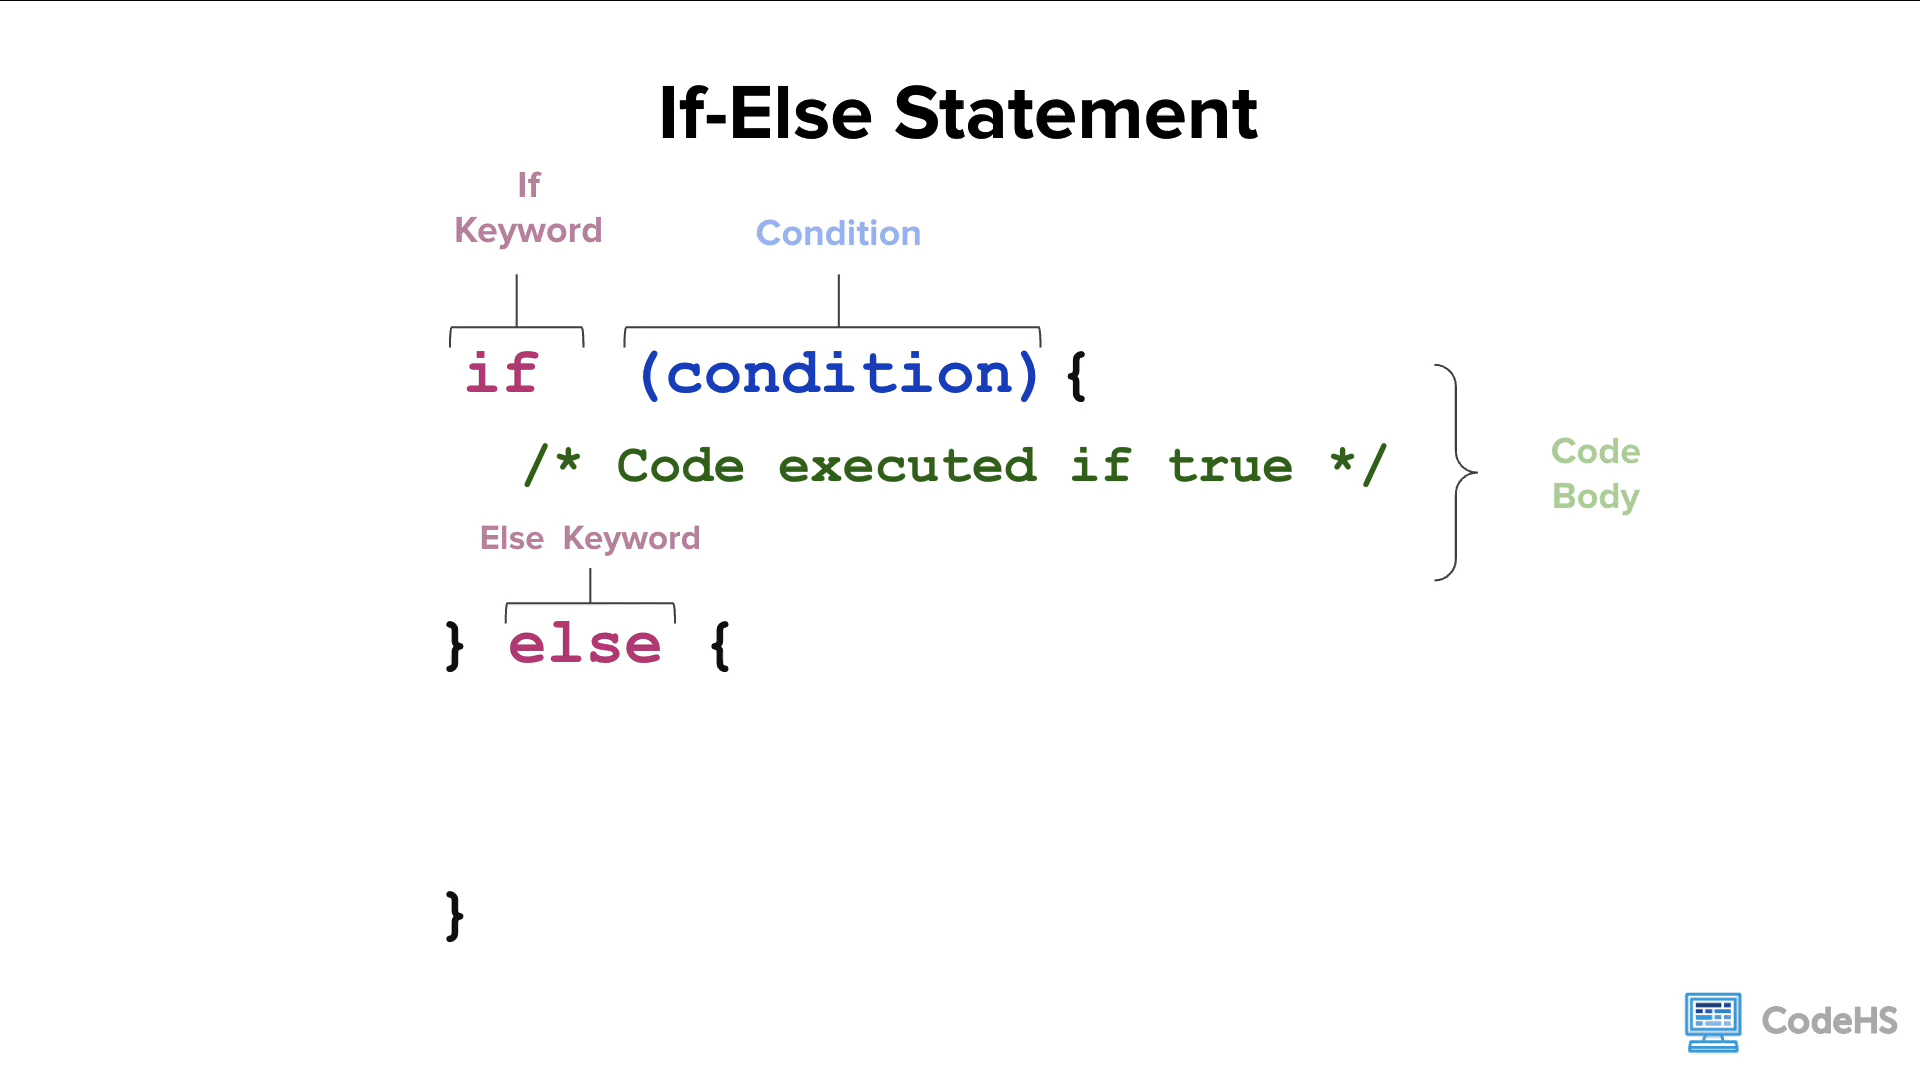 If-Else Statement
If
Keyword
Condition
if (condition) {
/* Code executed if true */
Code
Body
Else Keyword
} else {
}
CodeHS